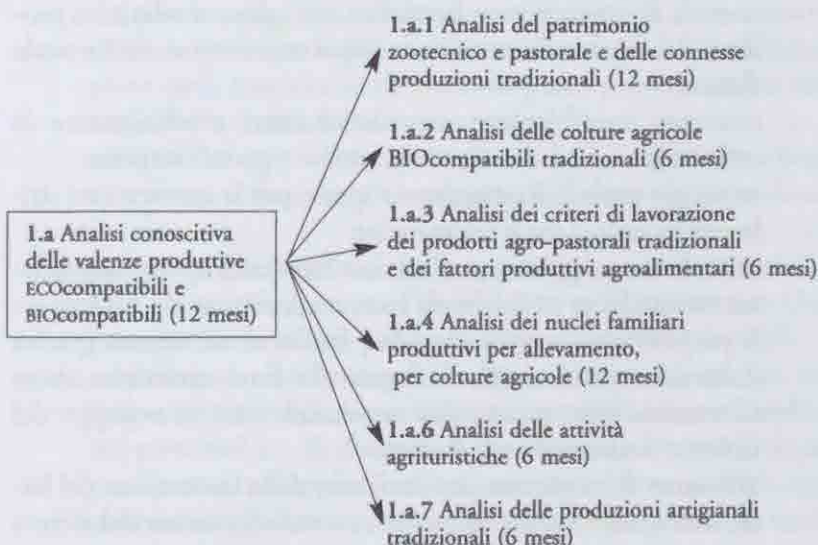 1.a Analisi conoscitiva
delle valenze produttive
ECOcompatibili e
BIOcompatibili (12 mesi)
1.a.1 Analisi del patrimonio
zootecnico e pastorale e delle connesse
produzioni tradizionali (12 mesi)
1.a.2 Analisi delle colture agricole
BIOcompatibili tradizionali (6 mesi)
1.a.3 Analisi dei criteri di lavorazione
dei prodotti agro-pastorali tradizionali
e dei fattori produttivi agroalimentari (6 mesi)
1.a.4 Analisi dei nuclei familiari
produttivi per allevamento,
per colture agricole (12 mesi)
1.a.6 Analisi delle attività
agrituristiche (6 mesi)
1.a.7 Analisi delle produzioni artigianali
tradizionali (6 mesi)